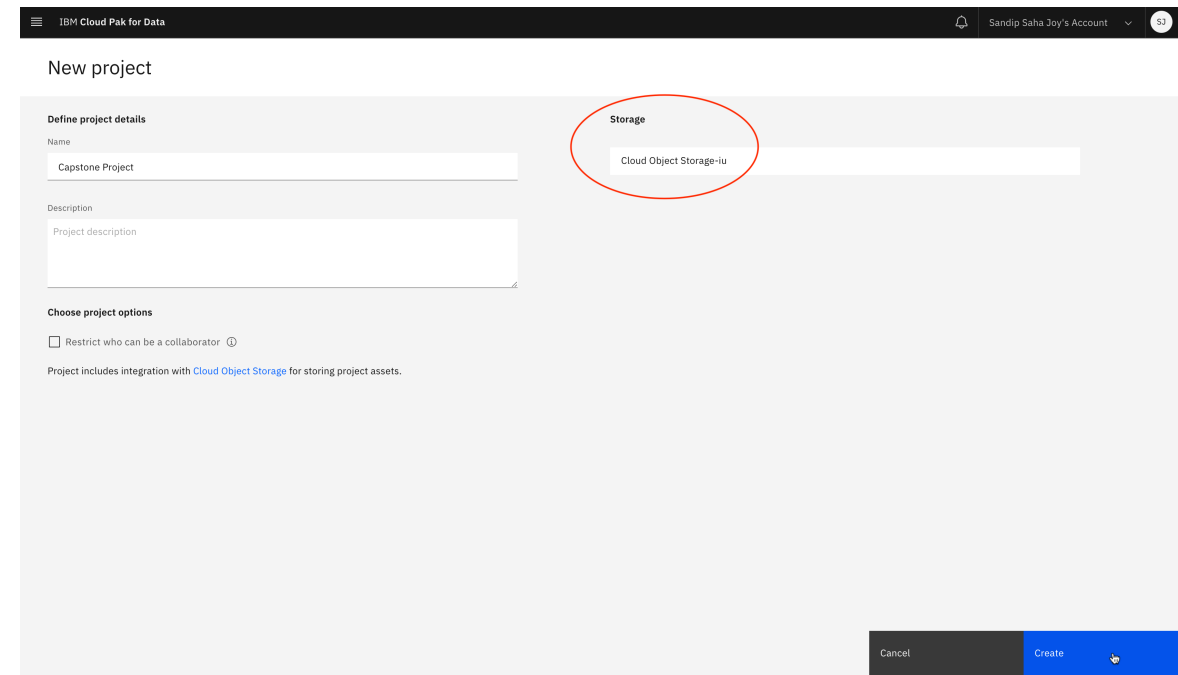 IBM Cloud Pak for Data
Sandip Saha Joy's Account
SJ
New project
Define project details
Name
Capstone Project
Description
Project description
Choose project options
Restrict who can be a collaborator
Project includes integration with Cloud Object Storage for storing project assets.
Storage
Cloud Object Storage-iu
Cancel
Create